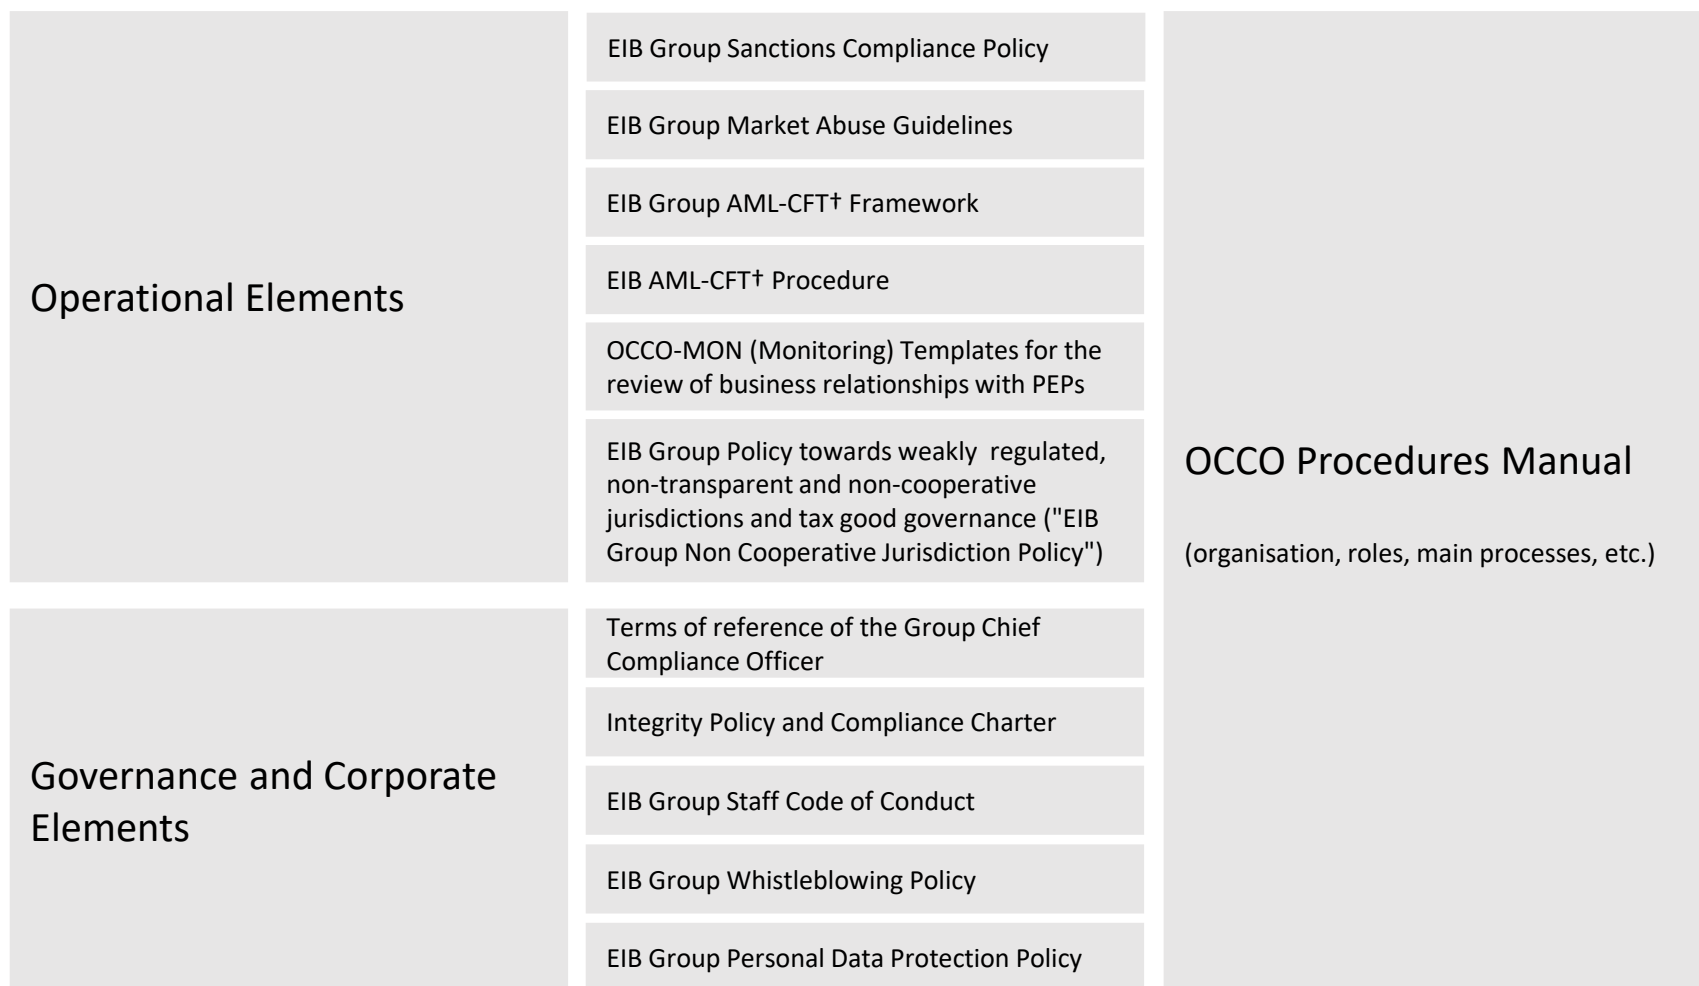 Operational Elements
EIB Group Sanctions Compliance Policy
EIB Group Market Abuse Guidelines
EIB Group AML-CFT† Framework
EIB AML-CFT† Procedure
OCCO-MON (Monitoring) Templates for the
review of business relationships with PEPs
EIB Group Policy towards weakly  regulated,
non-transparent and non-cooperative
jurisdictions and tax good governance ("EIB
Group Non Cooperative Jurisdiction Policy")
Governance and Corporate
Elements
Terms of reference of the Group Chief
Compliance Officer
Integrity Policy and Compliance Charter
EIB Group Staff Code of Conduct
EIB Group Whistleblowing Policy
EIB Group Personal Data Protection Policy
OCCO Procedures Manual
(organisation, roles, main processes, etc.)